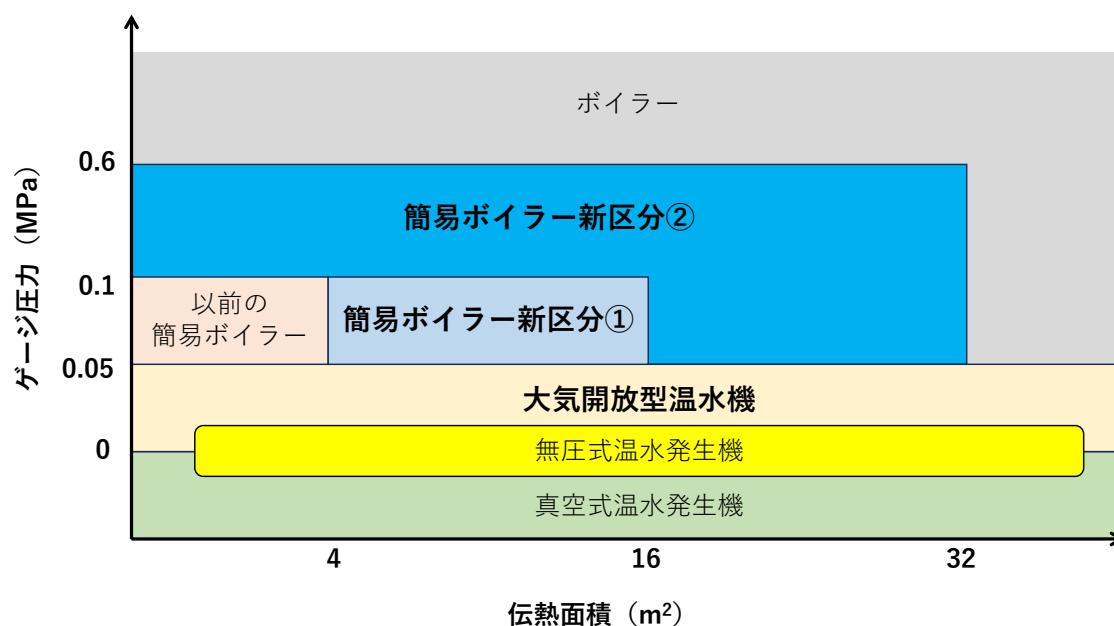 ボイラー
0.6
簡易ボイラー新区分②
ゲージ圧力（MPa）
0.1
以前の
簡易ボイラー
簡易ボイラー新区分①
0.05
大気開放型温水機
0
無圧式温水発生機
真空式温水発生機
4
16
32
伝熱面積（m²）